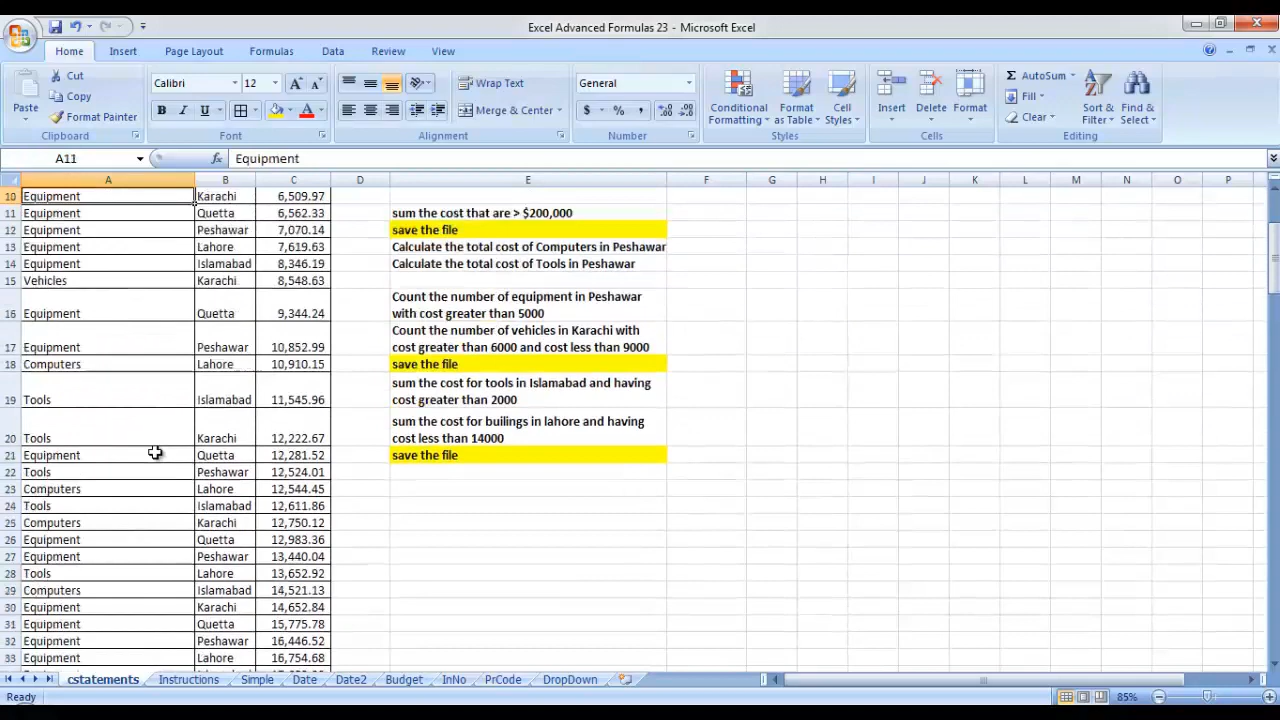 Excel Advanced Formulas 23 - Microsoft Excel
Home Insert Page Layout Formulas Data Review View
Paste
Cut
Copy
Format Painter
Clipboard
Calibri 12
B I U
Font
Wrap Text
Merge & Center
Alignment
General
$ % ,
Number
Conditional Formatting
Format as Table
Cell Styles
Styles
Insert Delete Format
Cells
AutoSum
Fill
Clear
Sort & Filter
Find & Select
Editing
A11 fx Equipment
A B C D E F G H I J K L M N O P
10 Equipment Karachi 6,509.97
11 Equipment Quetta 6,562.33 sum the cost that are > $200,000
12 Equipment Peshawar 7,070.14 save the file
13 Equipment Lahore 7,619.63 Calculate the total cost of Computers in Peshawar
14 Equipment Islamabad 8,346.19 Calculate the total cost of Tools in Peshawar
15 Vehicles Karachi 8,548.63
Count the number of equipment in Peshawar
16 Equipment Quetta 9,344.24 with cost greater than 5000
Count the number of vehicles in Karachi with
17 Equipment Peshawar 10,852.99 cost greater than 6000 and cost less than 9000
18 Computers Lahore 10,910.15 save the file
sum the cost for tools in Islamabad and having
19 Tools Islamabad 11,545.96 cost greater than 2000
sum the cost for builings in lahore and having
20 Tools Karachi 12,222.67 cost less than 14000
21 Equipment Quetta 12,281.52 save the file
22 Tools Peshawar 12,524.01
23 Computers Lahore 12,544.45
24 Tools Islamabad 12,611.86
25 Computers Karachi 12,750.12
26 Equipment Quetta 12,983.36
27 Equipment Peshawar 13,440.04
28 Tools Lahore 13,652.92
29 Computers Islamabad 14,521.13
30 Equipment Karachi 14,652.84
31 Equipment Quetta 15,775.78
32 Equipment Peshawar 16,446.52
33 Equipment Lahore 16,754.68
cstatements Instructions Simple Date Date2 Budget InNo PrCode DropDown
Ready 85%